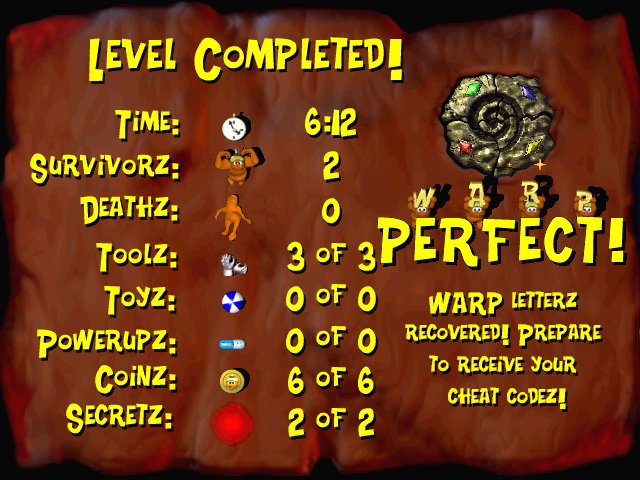 Level Completed!
Time: 6:12
Survivorz: 2
Deathz: 0
Toolz: 3 of 3
Toyz: 0 of 0
Powerupz: 0 of 0
Coinz: 6 of 6
Secretz: 2 of 2
W A R P
PERFECT!
WARP letterz
recovered! Prepare
to receive your
cheat codez!